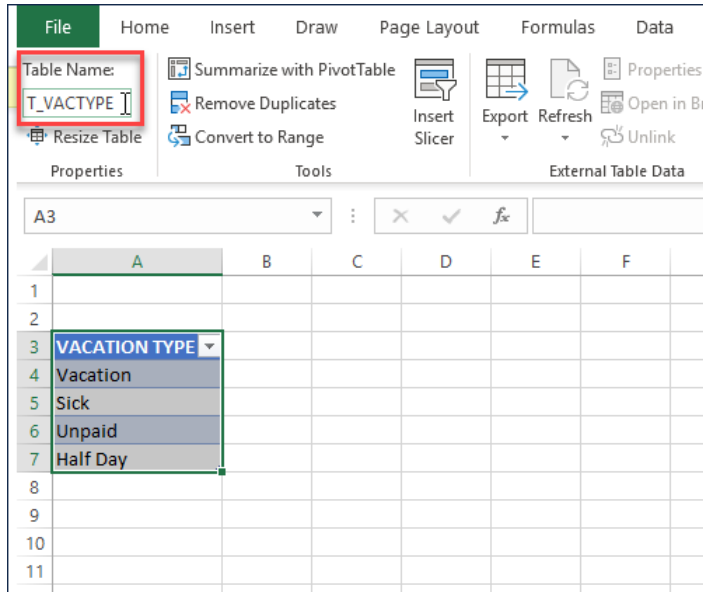 File Home Insert Draw Page Layout Formulas Data
Table Name:
T_VACTYPE
Resize Table
Properties
Summarize with PivotTable
Remove Duplicates
Convert to Range
Tools
Insert
Slicer
Export
Refresh
Properties
Open in Br
Unlink
External Table Data
A3
fx
A B C D E F
1
2
3 VACATION TYPE
4 Vacation
5 Sick
6 Unpaid
7 Half Day
8
9
10
11